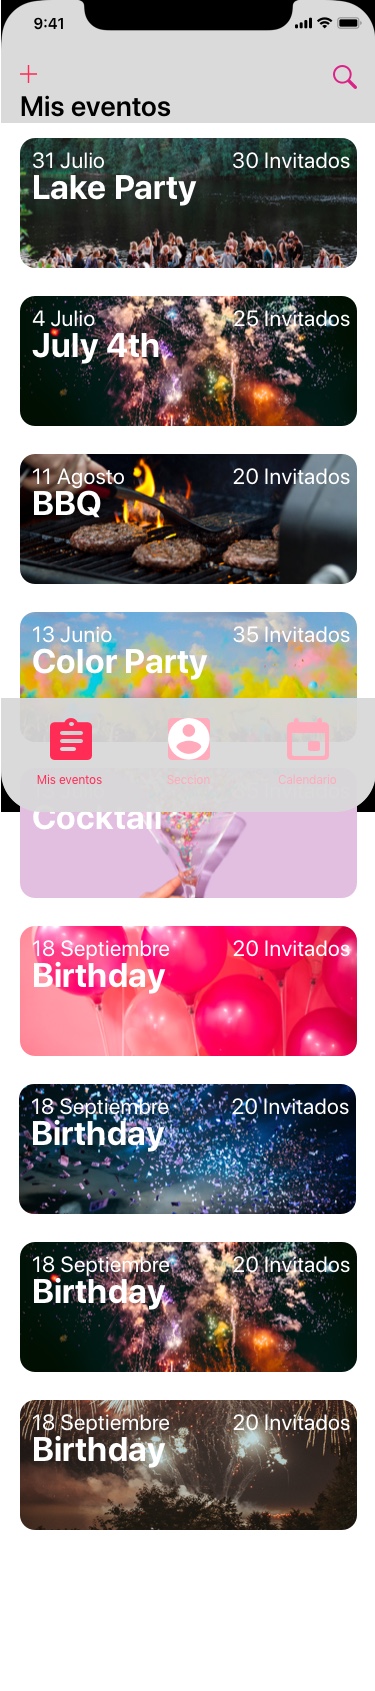 9:41
Mis eventos
31 Julio 30 Invitados
Lake Party
4 Julio 25 Invitados
July 4th
11 Agosto 20 Invitados
BBQ
13 Junio 35 Invitados
Color Party
Mis eventos Seccion Calendario
Cocktail
18 Septiembre 20 Invitados
Birthday
18 Septiembre 20 Invitados
Birthday
18 Septiembre 20 Invitados
Birthday
18 Septiembre 20 Invitados
Birthday